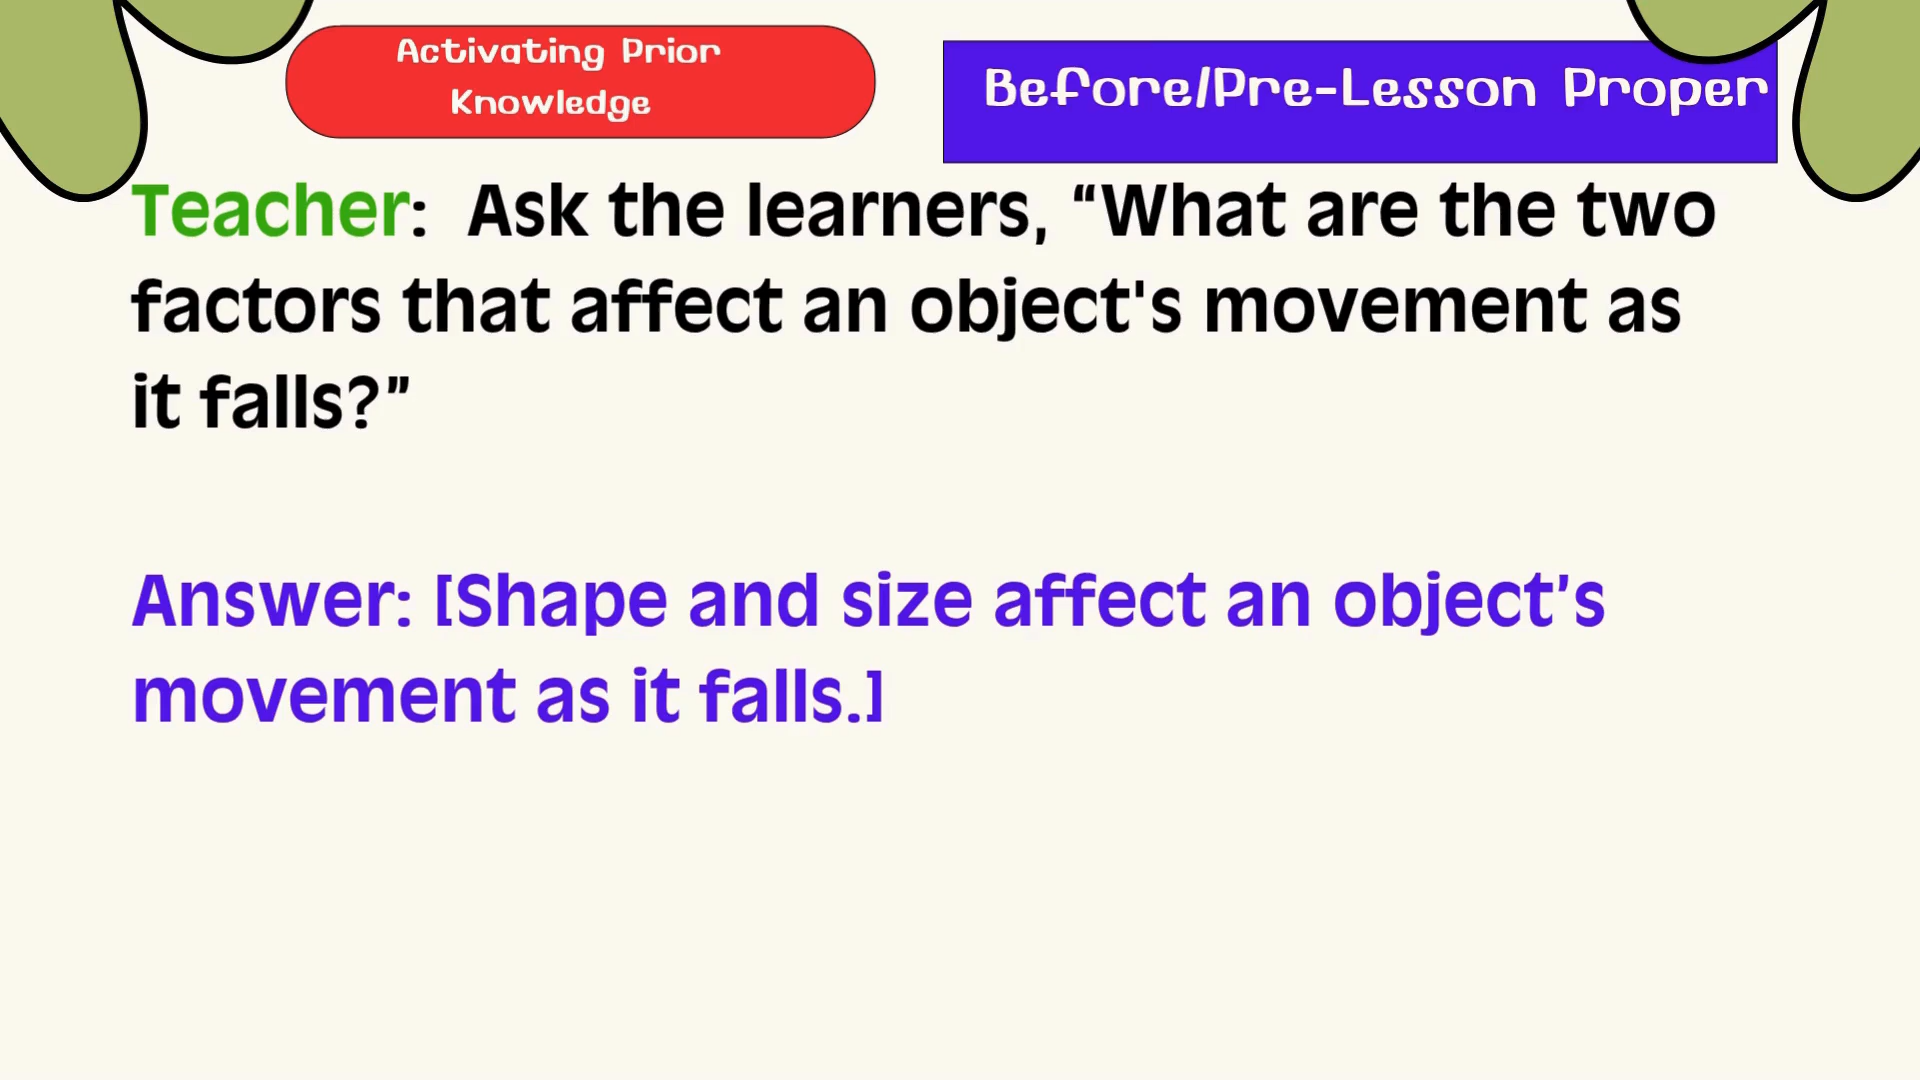 Activating Prior
Knowledge
Before/Pre-Lesson Proper
Teacher:  Ask the learners, “What are the two
factors that affect an object's movement as
it falls?”
Answer: [Shape and size affect an object’s
movement as it falls.]